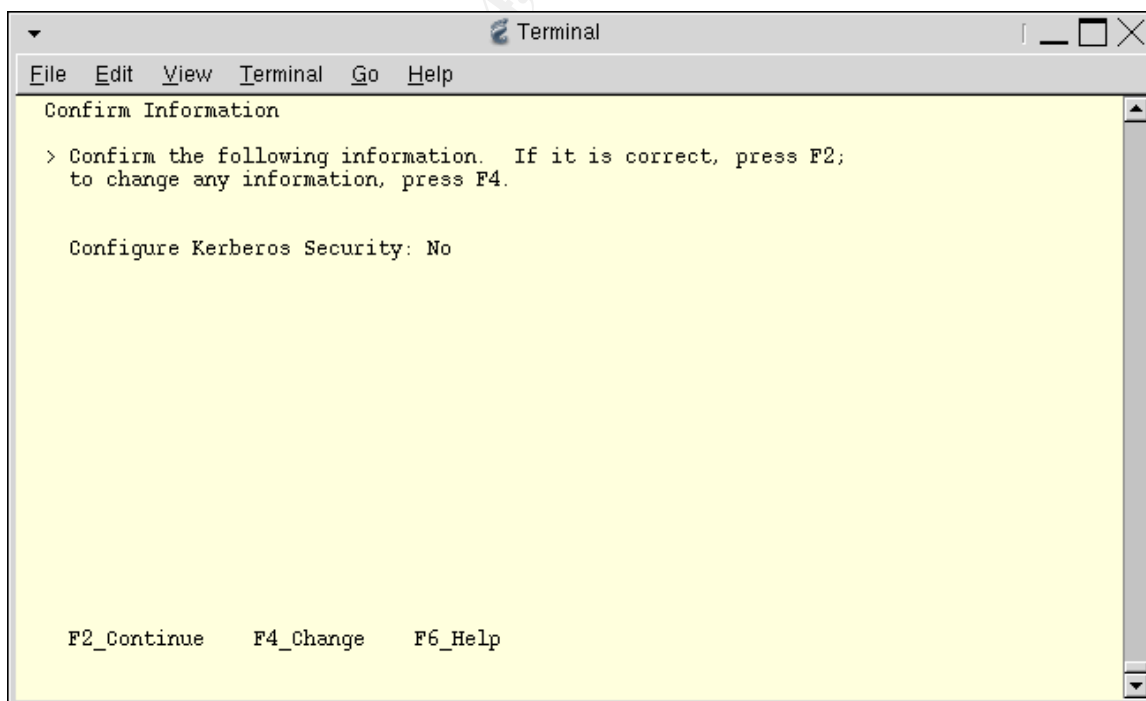 Terminal
File Edit View Terminal Go Help
Confirm Information
> Confirm the following information. If it is correct, press F2;
to change any information, press F4.
Configure Kerberos Security: No
F2_Continue F4_Change F6_Help